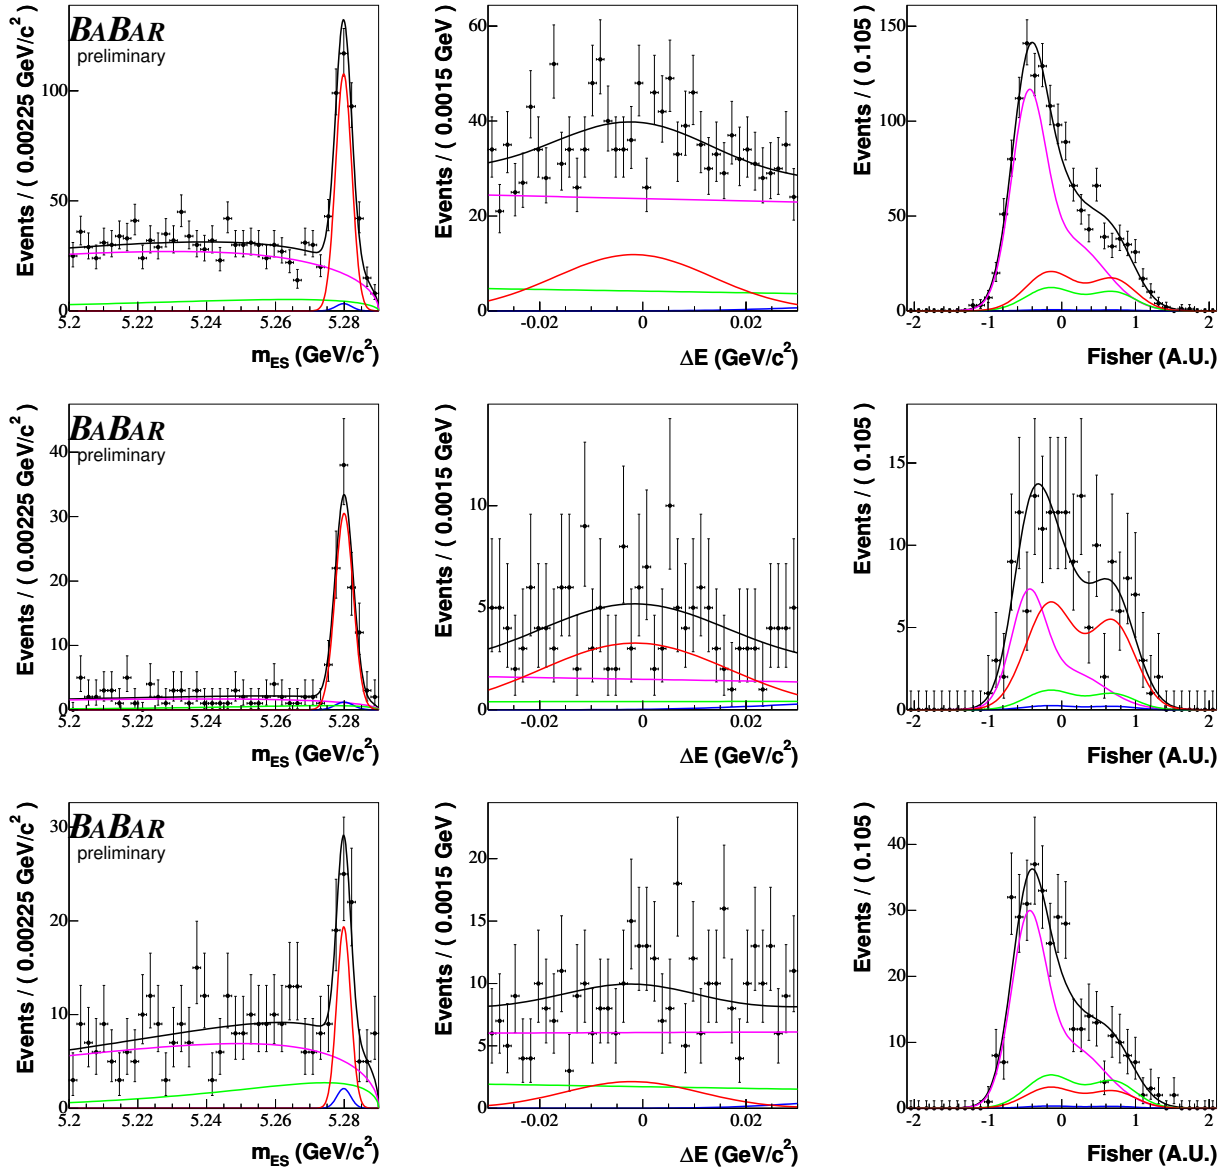 BABAR
preliminary
Events / ( 0.00225 GeV/c² )
100
50
0
5.2 5.22 5.24 5.26 5.28
m_ES (GeV/c²)
Events / ( 0.0015 GeV )
60
40
20
0
-0.02 0 0.02
ΔE (GeV/c²)
Events / ( 0.105 )
150
100
50
0
-2 -1 0 1 2
Fisher (A.U.)
BABAR
preliminary
Events / ( 0.00225 GeV/c² )
40
30
20
10
0
5.2 5.22 5.24 5.26 5.28
m_ES (GeV/c²)
Events / ( 0.0015 GeV )
10
5
0
-0.02 0 0.02
ΔE (GeV/c²)
Events / ( 0.105 )
15
10
5
0
-2 -1 0 1 2
Fisher (A.U.)
BABAR
preliminary
Events / ( 0.00225 GeV/c² )
30
20
10
0
5.2 5.22 5.24 5.26 5.28
m_ES (GeV/c²)
Events / ( 0.0015 GeV )
20
15
10
5
0
-0.02 0 0.02
ΔE (GeV/c²)
Events / ( 0.105 )
40
30
20
10
0
-2 -1 0 1 2
Fisher (A.U.)